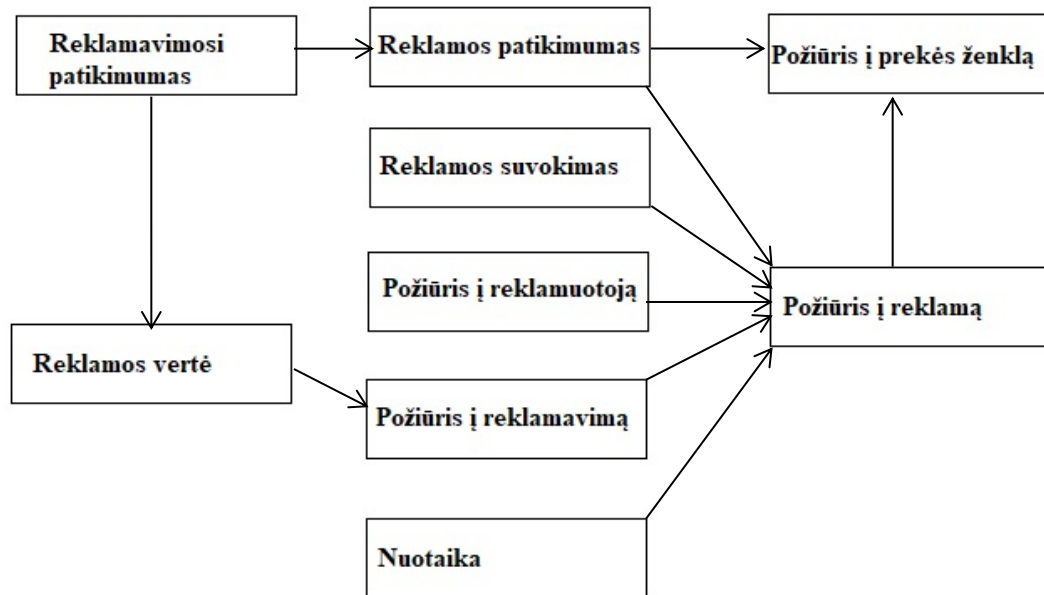 Reklamavimosi
patikimumas
Reklamos patikimumas
Požiūris į prekės ženklą
Reklamos suvokimas
Požiūris į reklamuotoją
Požiūris į reklamą
Reklamos vertė
Požiūris į reklamavimą
Nuotaika